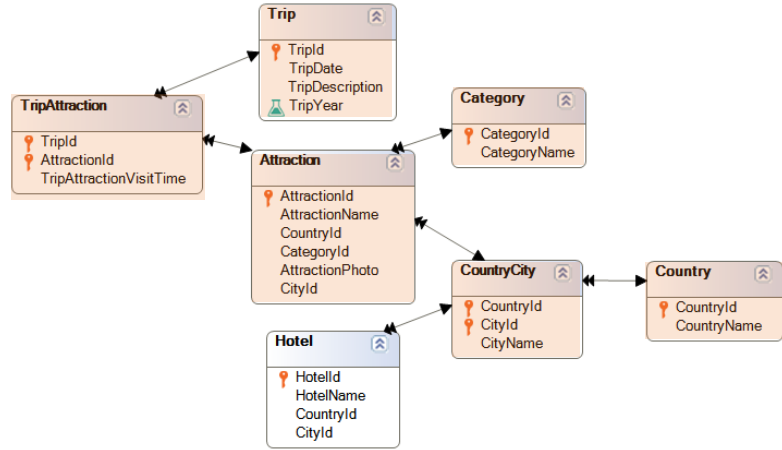 Trip
TripId
TripDate
TripDescription
TripYear
TripAttraction
TripId
AttractionId
TripAttractionVisitTime
Category
CategoryId
CategoryName
Attraction
AttractionId
AttractionName
CountryId
CategoryId
AttractionPhoto
CityId
CountryCity
CountryId
CityId
CityName
Country
CountryId
CountryName
Hotel
HotelId
HotelName
CountryId
CityId